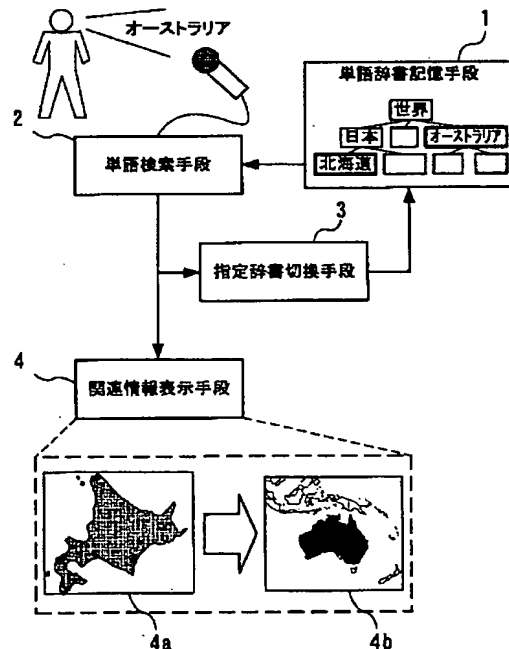 オーストラリア
1
単語辞書記憶手段
世界
日本
オーストラリア
北海道
2
単語検索手段
3
指定辞書切換手段
4
関連情報表示手段
4a
4b